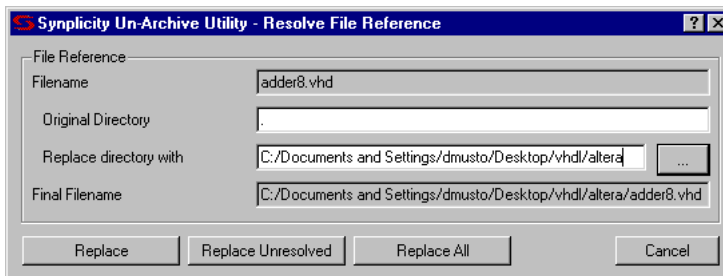 Synplicity Un-Archive Utility - Resolve File Reference
File Reference
Filename adder8.vhd
Original Directory .
Replace directory with C:/Documents and Settings/dmusto/Desktop/vhdl/altera ...
Final Filename C:/Documents and Settings/dmusto/Desktop/vhdl/altera/adder8.vhd
Replace Replace Unresolved Replace All Cancel